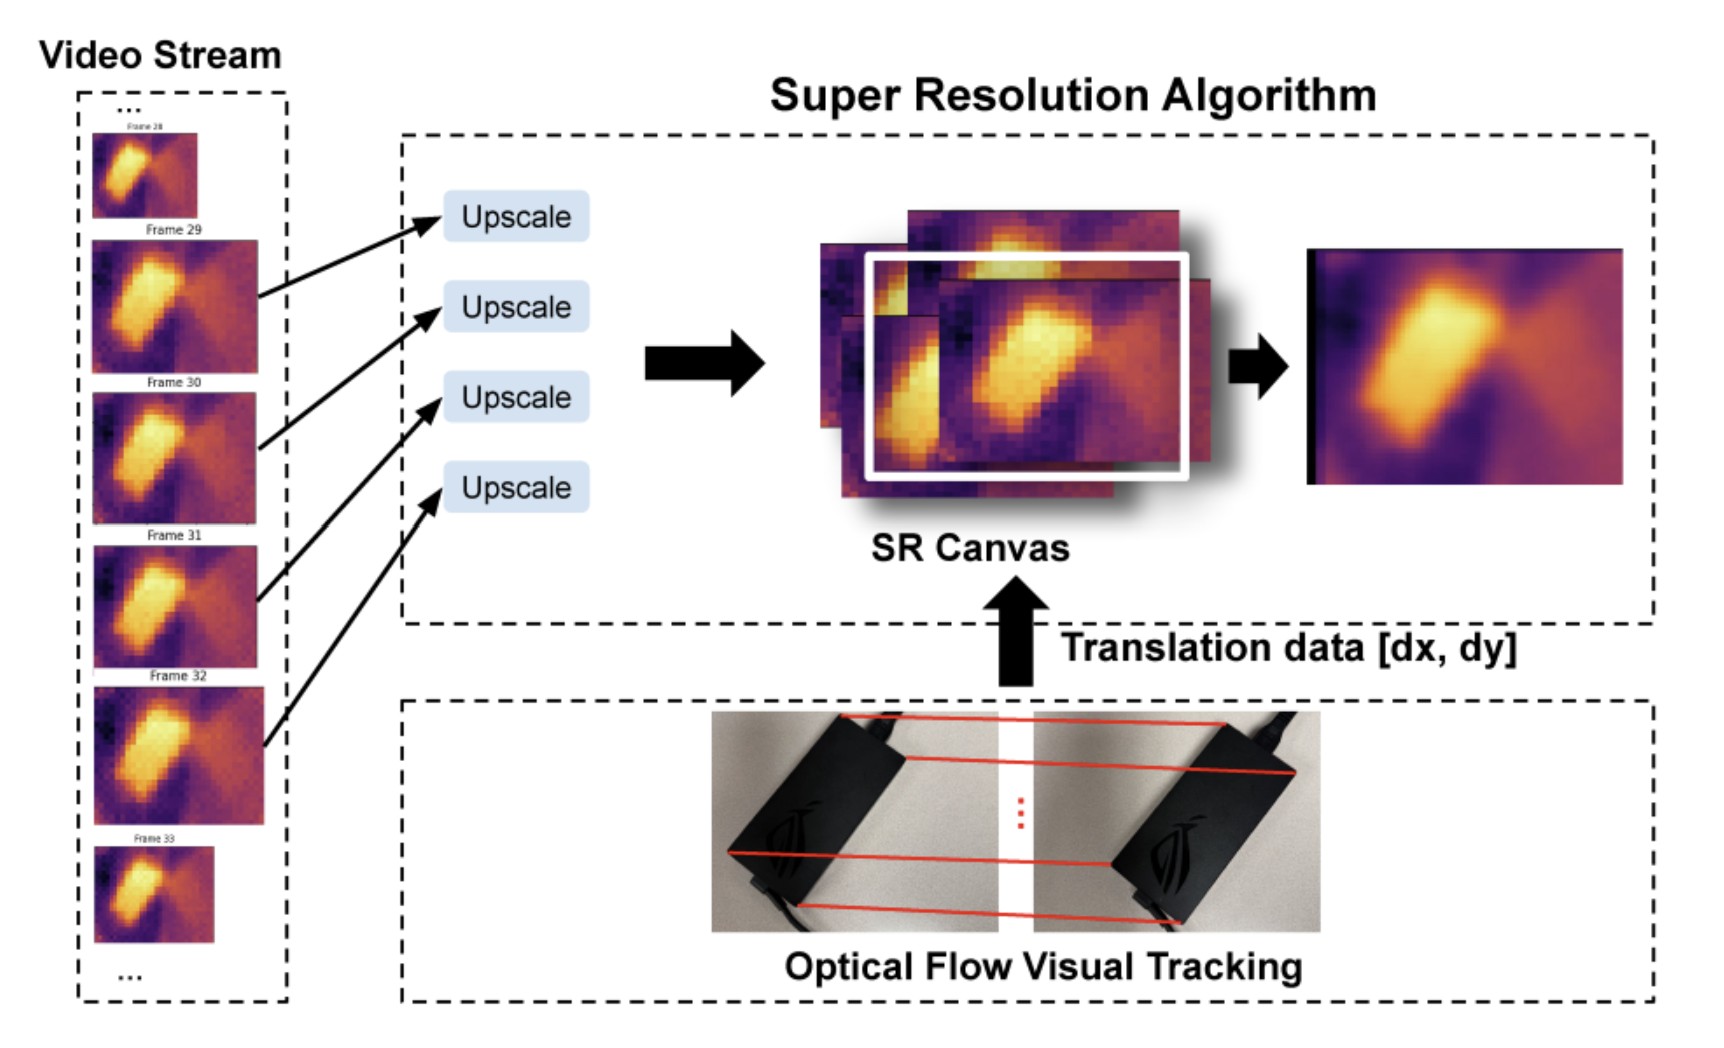 Video Stream
...
Frame 28
Frame 29
Frame 30
Frame 31
Frame 32
Frame 33
...
Super Resolution Algorithm
Upscale
Upscale
Upscale
Upscale
SR Canvas
Translation data [dx, dy]
Optical Flow Visual Tracking